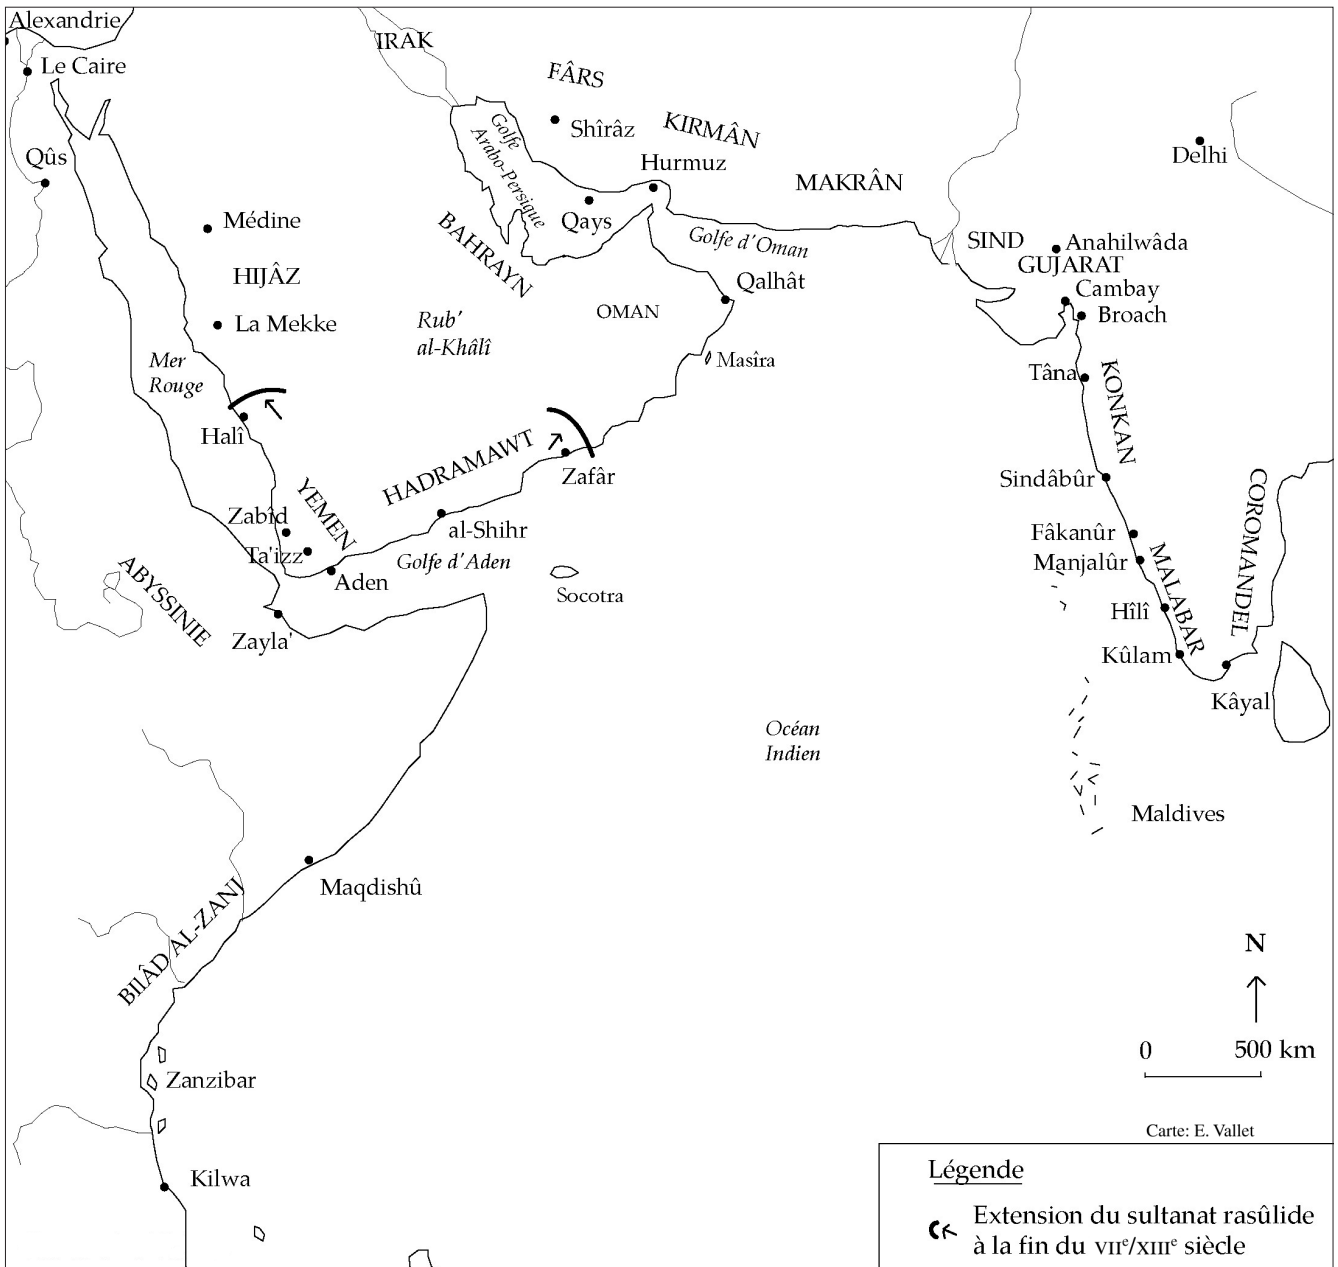 Alexandrie
Le Caire
IRAK
FÂRS
Shîrâz
KIRMÂN
Golfe
Arabo-Persique
Hurmuz
Delhi
Qûs
MAKRÂN
Médine
Qays
BAHRAYN
Golfe d'Oman
SIND
Anahilwâda
GUJARAT
HIJÂZ
Qalhât
Cambay
OMAN
Broach
La Mekke
Rub'
al-Khâlî
Mer
Rouge
Masîra
Tâna
KONKAN
Halî
HADRAMAWT
Zafâr
Sindâbûr
COROMANDEL
YEMEN
Zabîd
al-Shihr
Fâkanûr
Ta'izz
Golfe d'Aden
Manjalûr
MALABAR
Aden
ABYSSINIE
Socotra
Hîlî
Zayla'
Kûlam
Kâyal
Océan
Indien
Maldives
Maqdishû
BIIÂD AL-ZANJ
N
0 500 km
Zanzibar
Carte: E. Vallet
Kilwa
Légende
Extension du sultanat rasûlide
à la fin du VIIe/XIIIe siècle